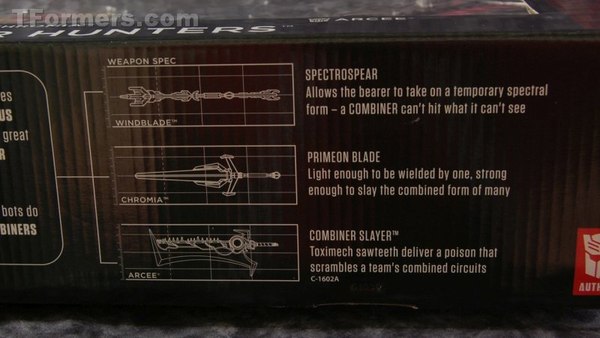 TFormers.com
R HUNTERS™
ARCEE™
WEAPON SPEC
WINDBLADE™
SPECTROSPEAR
Allows the bearer to take on a temporary spectral
form – a COMBINER can't hit what it can't see
CHROMIA™
PRIMEON BLADE
Light enough to be wielded by one, strong
enough to slay the combined form of many
ARCEE™
COMBINER SLAYER™
Toximech sawteeth deliver a poison that
scrambles a team's combined circuits
C-1602A
es
US
great
R
bots do
BINERS
AUTH